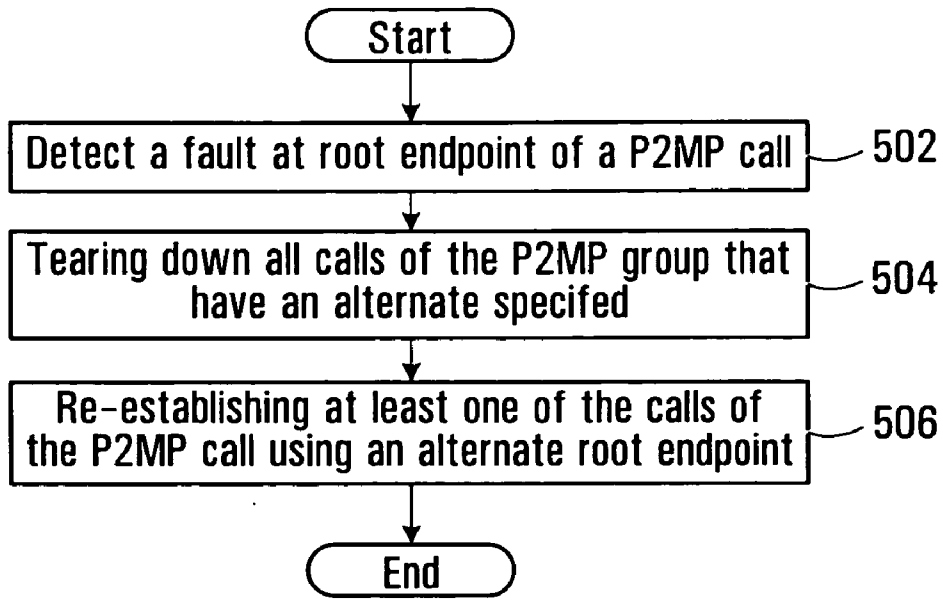 Start
Detect a fault at root endpoint of a P2MP call
502
Tearing down all calls of the P2MP group that
have an alternate specifed
504
Re-establishing at least one of the calls of
the P2MP call using an alternate root endpoint
506
End